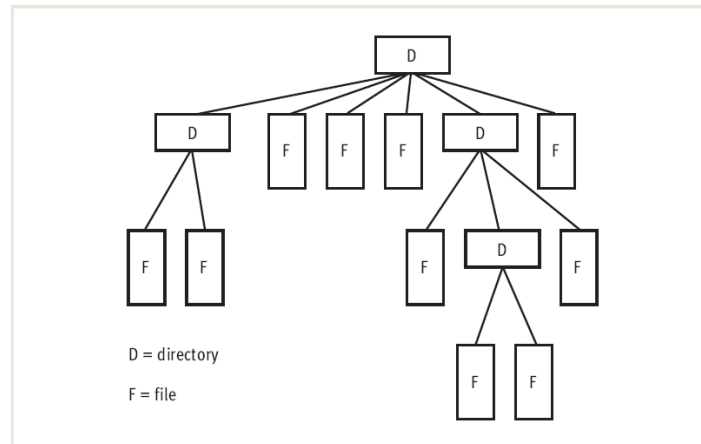 D
D F F F D F
F F F D F
D = directory
F = file
F F